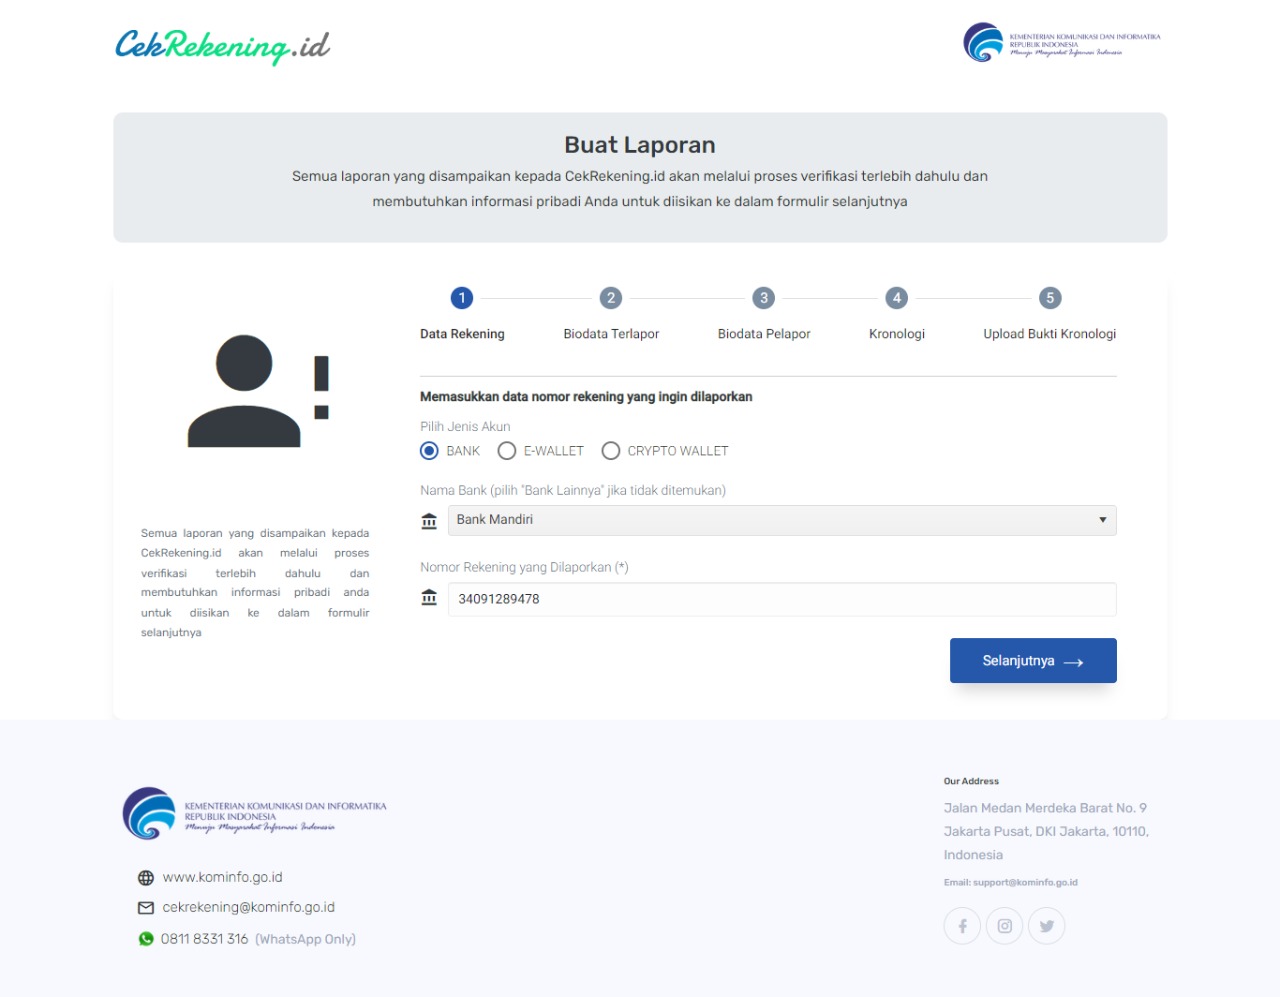 CekRekening.id
KEMENTERIAN KOMUNIKASI DAN INFORMATIKA
REPUBLIK INDONESIA
Menuju Masyarakat Informasi Indonesia
Buat Laporan
Semua laporan yang disampaikan kepada CekRekening.id akan melalui proses verifikasi terlebih dahulu dan
membutuhkan informasi pribadi Anda untuk diisikan ke dalam formulir selanjutnya
1 2 3 4 5
Data Rekening Biodata Terlapor Biodata Pelapor Kronologi Upload Bukti Kronologi
Semua laporan yang disampaikan kepada
CekRekening.id akan melalui proses
verifikasi terlebih dahulu dan
membutuhkan informasi pribadi anda
untuk diisikan ke dalam formulir
selanjutnya
Memasukkan data nomor rekening yang ingin dilaporkan
Pilih Jenis Akun
BANK E-WALLET CRYPTO WALLET
Nama Bank (pilih "Bank Lainnya" jika tidak ditemukan)
Bank Mandiri
Nomor Rekening yang Dilaporkan (*)
34091289478
Selanjutnya →
KEMENTERIAN KOMUNIKASI DAN INFORMATIKA
REPUBLIK INDONESIA
Menuju Masyarakat Informasi Indonesia
www.kominfo.go.id
cekrekening@kominfo.go.id
0811 8331 316 (WhatsApp Only)
Our Address
Jalan Medan Merdeka Barat No. 9
Jakarta Pusat, DKI Jakarta, 10110,
Indonesia
Email: support@kominfo.go.id